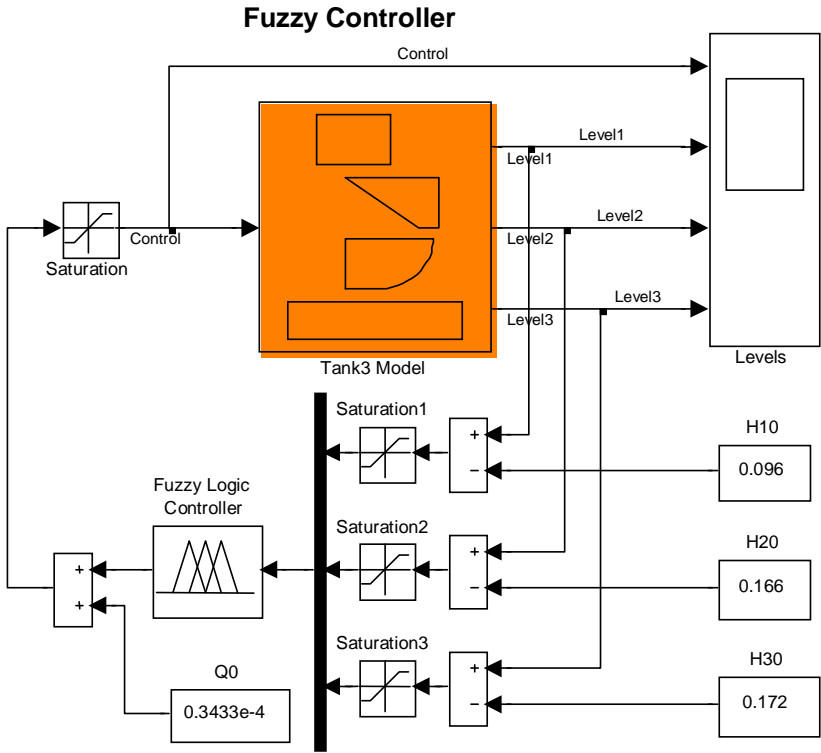 Fuzzy Controller
Control
Level1
Level1
Level2
Control
Level2
Saturation
Level3
Level3
Levels
Tank3 Model
Saturation1
+
−
H10
0.096
Fuzzy Logic
Controller
Saturation2
+
−
H20
0.166
+
+
Saturation3
+
−
H30
0.172
Q0
0.3433e-4